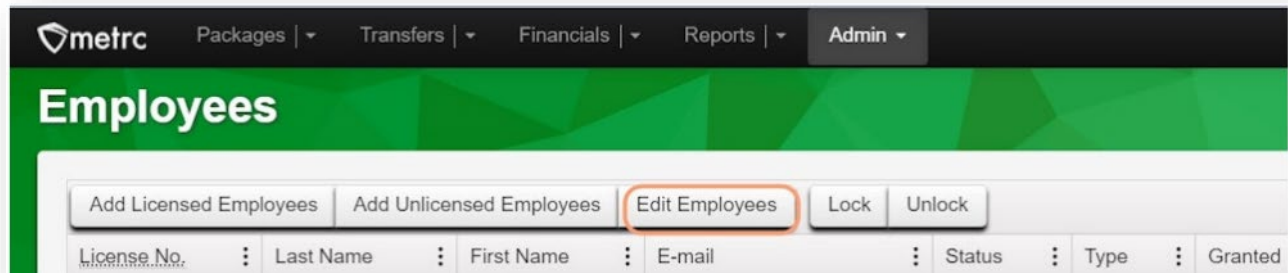 metrc Packages | Transfers | Financials | Reports | Admin
Employees
Add Licensed Employees Add Unlicensed Employees Edit Employees Lock Unlock
License No. Last Name First Name E-mail Status Type Granted